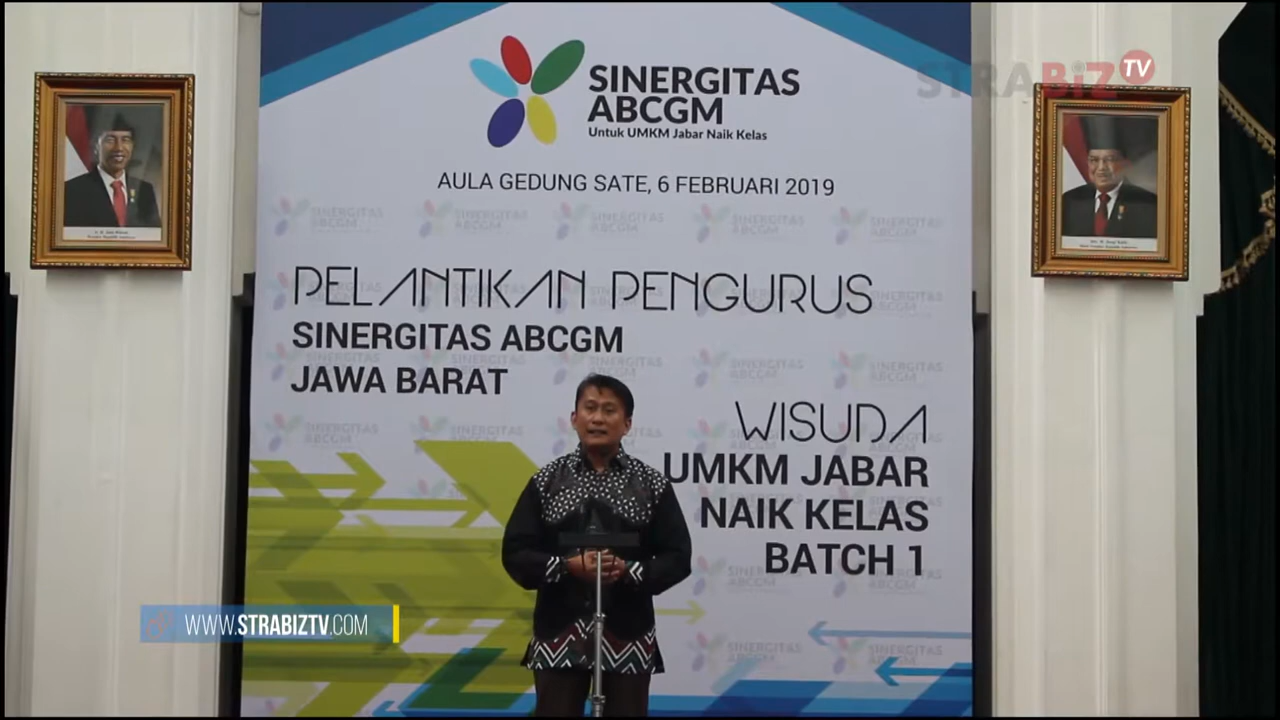 SINERGITAS
ABCGM
Untuk UMKM Jabar Naik Kelas
STRABIZ TV
AULA GEDUNG SATE, 6 FEBRUARI 2019
PELANTIKAN PENGURUS
SINERGITAS ABCGM
JAWA BARAT
WISUDA
UMKM JABAR
NAIK KELAS
BATCH 1
WWW.STRABIZTV.COM